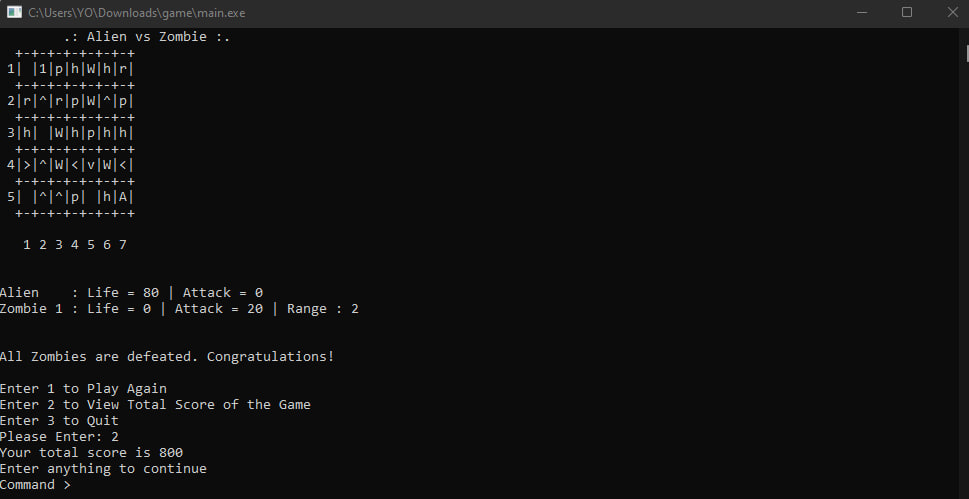 C:\Users\YO\Downloads\game\main.exe
.: Alien vs Zombie :.
+-+-+-+-+-+-+-+
1| |1|p|h|W|h|r|
+-+-+-+-+-+-+-+
2|r|^|r|p|W|^|p|
+-+-+-+-+-+-+-+
3|h| |W|h|p|h|h|
+-+-+-+-+-+-+-+
4|>|^|W|<|v|W|<|
+-+-+-+-+-+-+-+
5| |^|^|p| |h|A|
+-+-+-+-+-+-+-+
1 2 3 4 5 6 7
Alien    : Life = 80 | Attack = 0
Zombie 1 : Life = 0 | Attack = 20 | Range : 2
All Zombies are defeated. Congratulations!
Enter 1 to Play Again
Enter 2 to View Total Score of the Game
Enter 3 to Quit
Please Enter: 2
Your total score is 800
Enter anything to continue
Command >